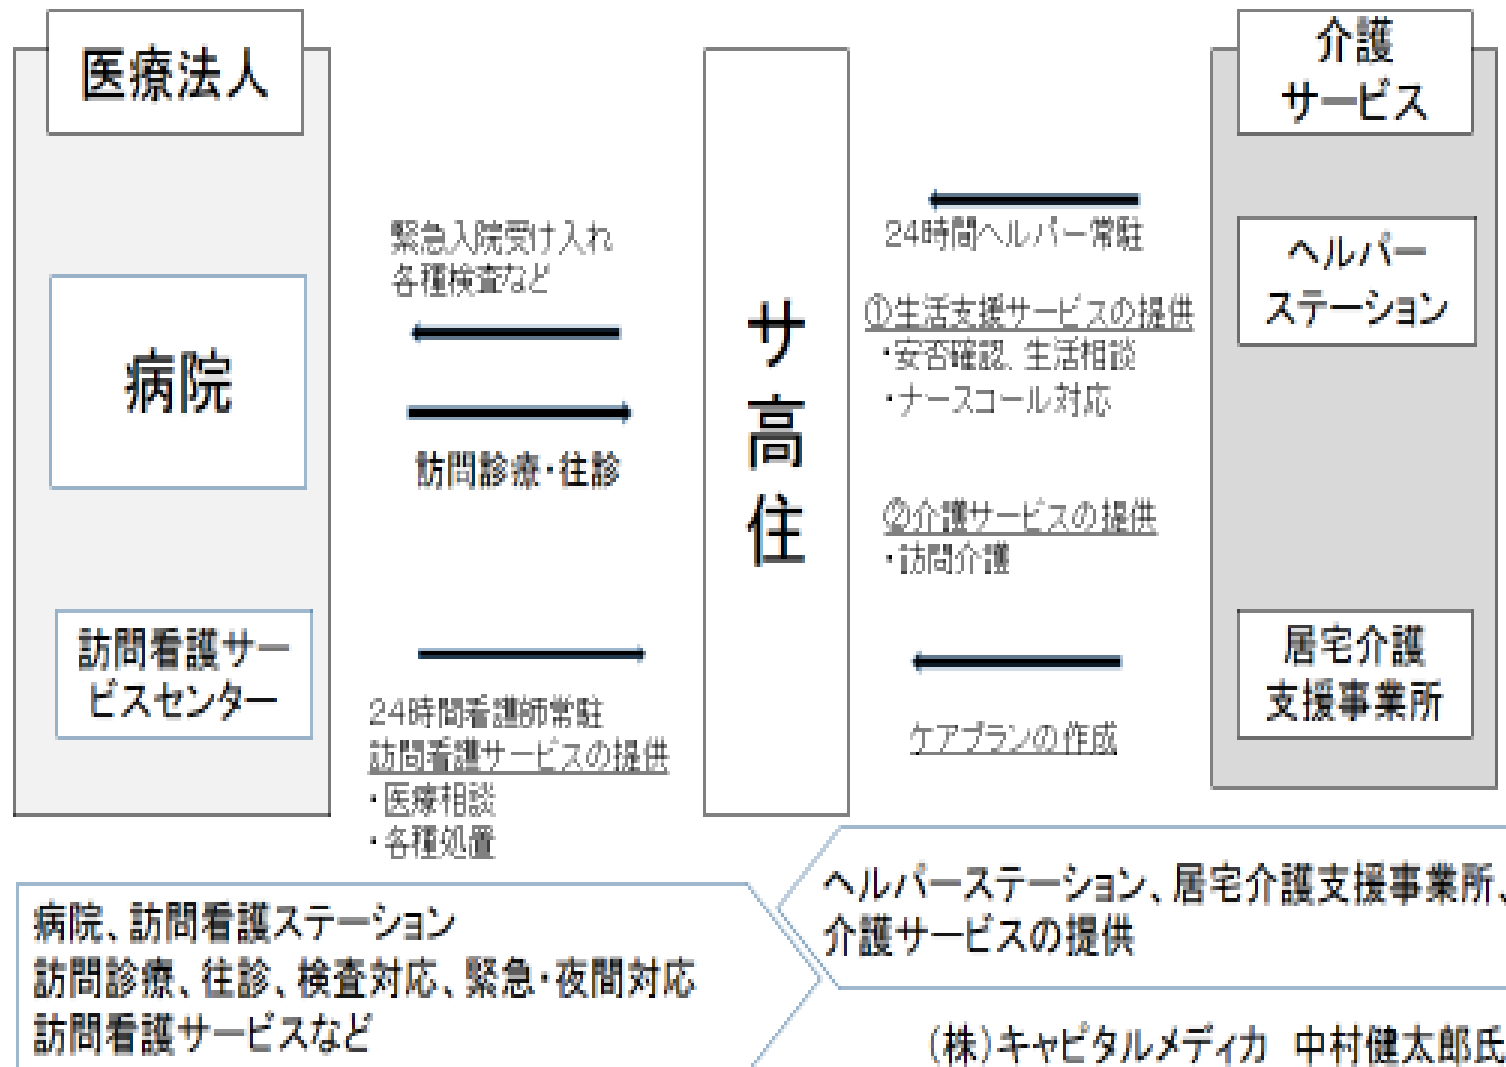 医療法人
病院
訪問看護サー
ビスセンター
緊急入院受け入れ
各種検査など
訪問診療・往診
24時間看護師常駐
訪問看護サービスの提供
・医療相談
・各種処置
サ
高
住
24時間ヘルパー常駐
①生活支援サービスの提供
・安否確認、生活相談
・ナースコール対応
②介護サービスの提供
・訪問介護
ケアプランの作成
介護
サービス
ヘルパー
ステーション
居宅介護
支援事業所
病院、訪問看護ステーション
訪問診療、往診、検査対応、緊急・夜間対応
訪問看護サービスなど
ヘルパーステーション、居宅介護支援事業所、
介護サービスの提供
(株)キャピタルメディカ 中村健太郎氏